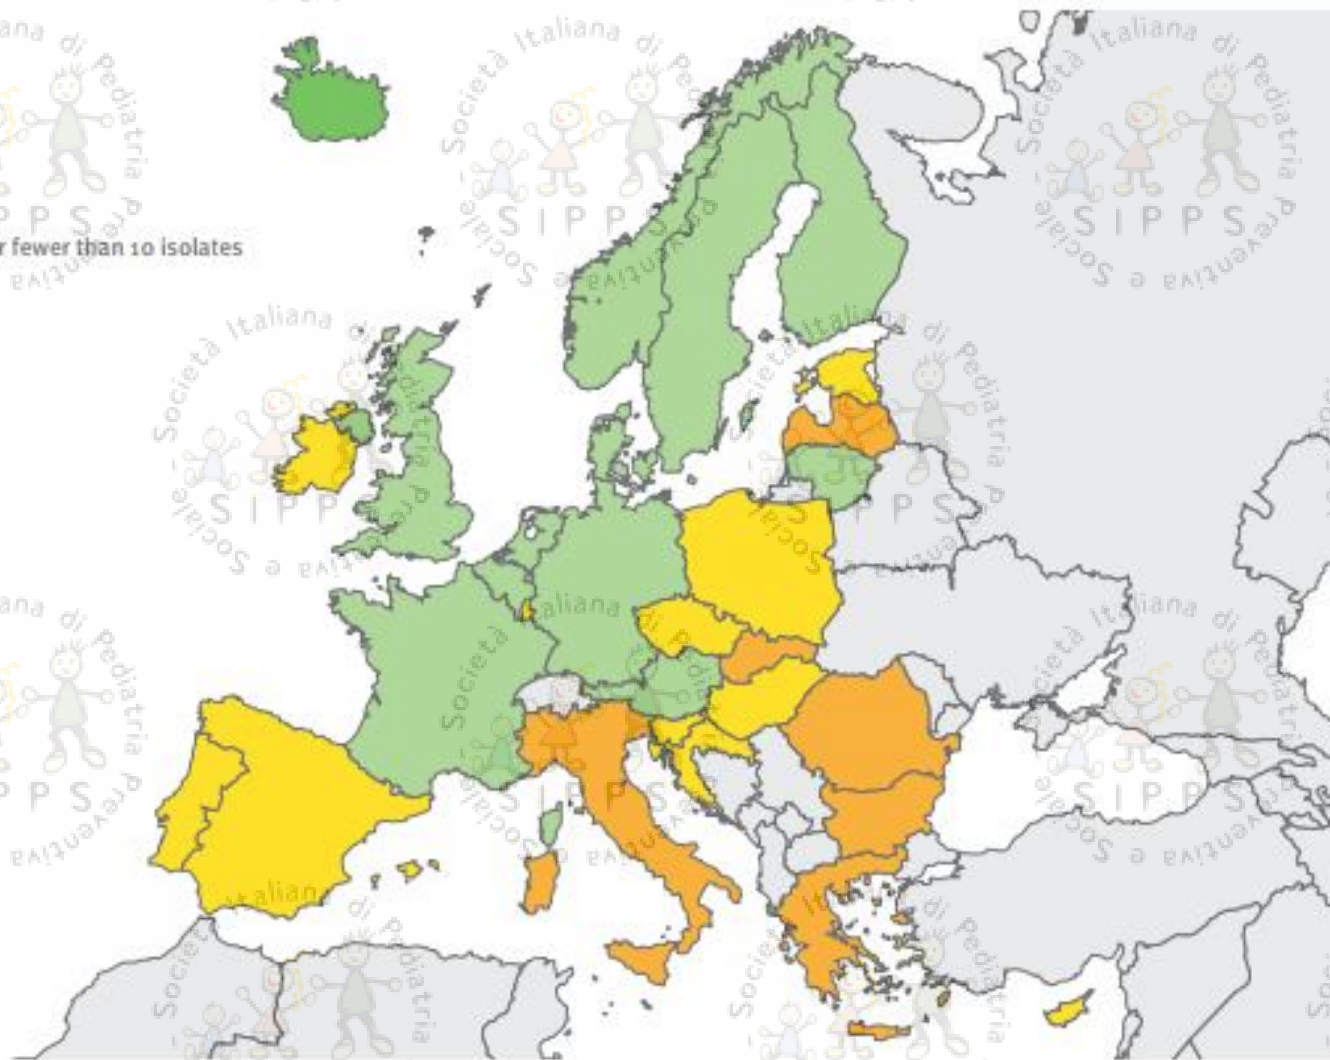 r fewer than 10 isolates
Società Italiana di Pediatria Preventiva e Sociale -
SIPPS